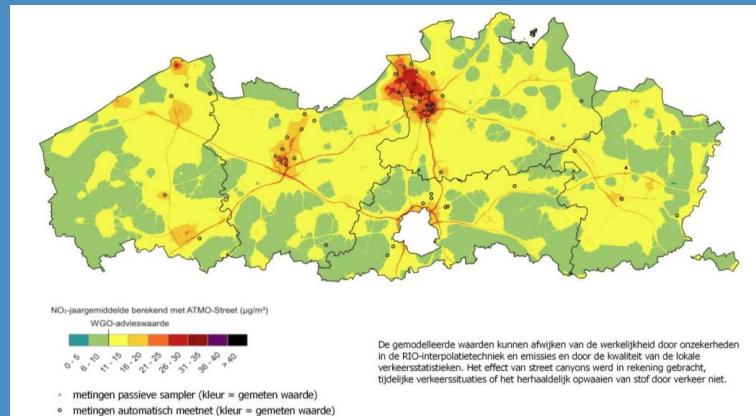 NO₂-jaargemiddelde berekend met ATMO-Street (µg/m³)
WGO-advieswaarde
0 - 5
6 - 10
11 - 15
16 - 20
21 - 25
26 - 30
31 - 35
36 - 40
> 40
metingen passieve sampler (kleur = gemeten waarde)
metingen automatisch meetnet (kleur = gemeten waarde)
De gemodelleerde waarden kunnen afwijken van de werkelijkheid door onzekerheden
in de RIO-interpolatietechniek en emissies en door de kwaliteit van de lokale
verkeersstatistieken. Het effect van street canyons werd in rekening gebracht,
tijdelijke verkeerssituaties of het herhaaldelijk opwaaien van stof door verkeer niet.